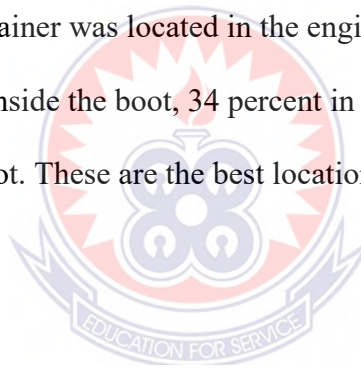 ainer was located in the engi
nside the boot, 34 percent in
ot. These are the best location
EDUCATION FOR SERVICE